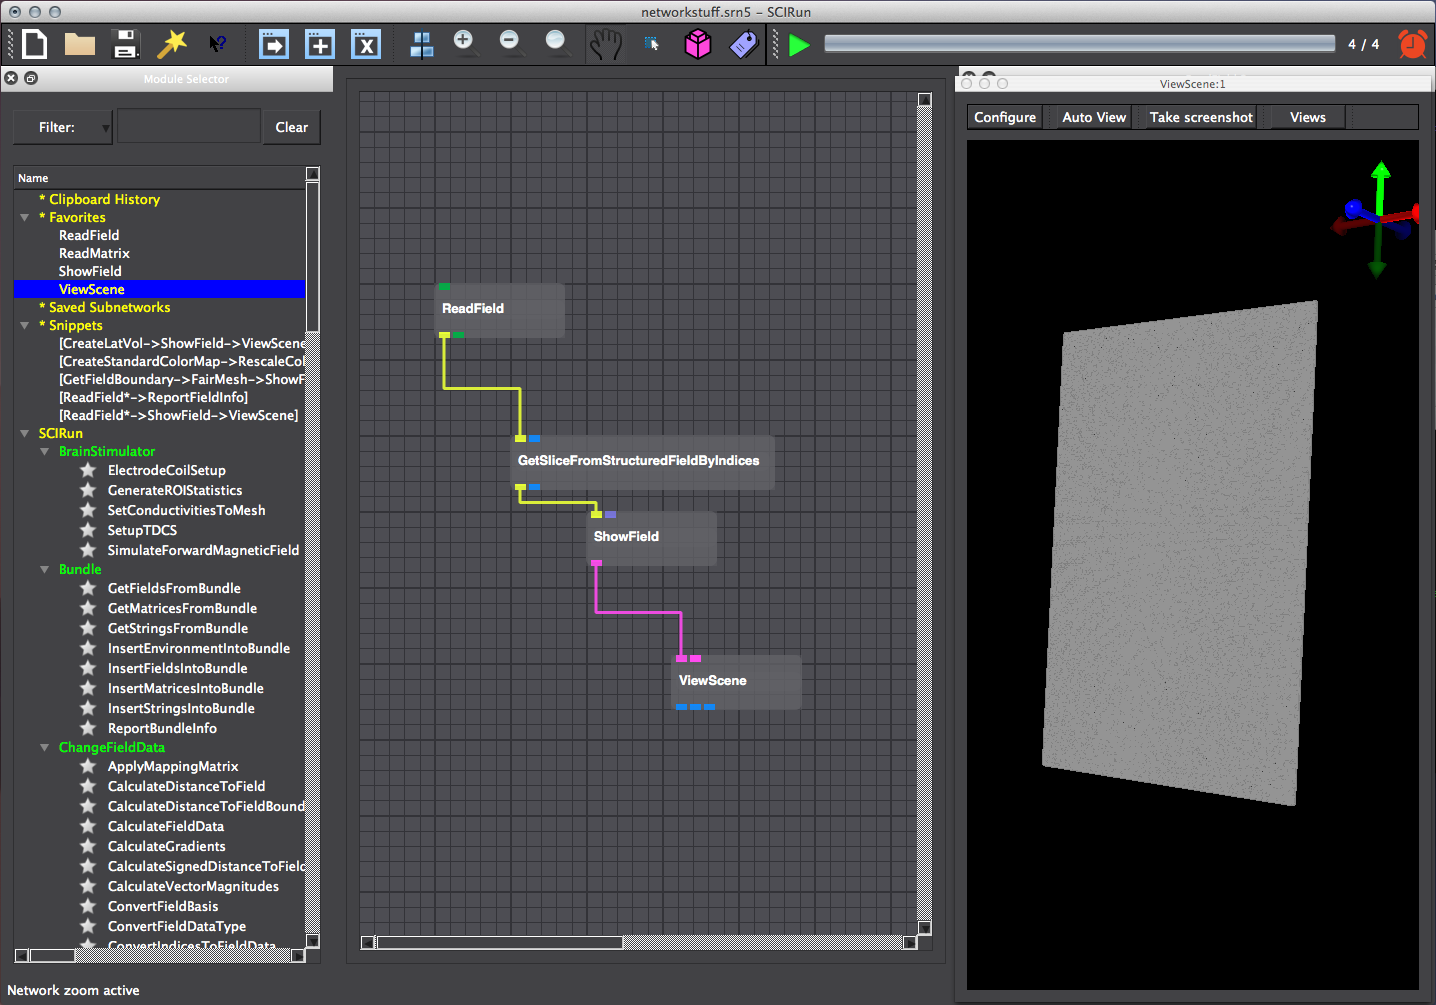 networkstuff.srn5 - SCIRun
4 / 4
Module Selector
Filter:
Clear
Name
* Clipboard History
* Favorites
ReadField
ReadMatrix
ShowField
ViewScene
* Saved Subnetworks
* Snippets
[CreateLatVol->ShowField->ViewScene
[CreateStandardColorMap->RescaleCol
[GetFieldBoundary->FairMesh->ShowF
[ReadField*->ReportFieldInfo]
[ReadField*->ShowField->ViewScene]
SCIRun
BrainStimulator
ElectrodeCoilSetup
GenerateROIStatistics
SetConductivitiesToMesh
SetupTDCS
SimulateForwardMagneticField
Bundle
GetFieldsFromBundle
GetMatricesFromBundle
GetStringsFromBundle
InsertEnvironmentIntoBundle
InsertFieldsIntoBundle
InsertMatricesIntoBundle
InsertStringsIntoBundle
ReportBundleInfo
ChangeFieldData
ApplyMappingMatrix
CalculateDistanceToField
CalculateDistanceToFieldBound
CalculateFieldData
CalculateGradients
CalculateSignedDistanceToField
CalculateVectorMagnitudes
ConvertFieldBasis
ConvertFieldDataType
ConvertIndicesToFieldData
Network zoom active
ReadField
GetSliceFromStructuredFieldByIndices
ShowField
ViewScene
ViewScene:1
Configure
Auto View
Take screenshot
Views